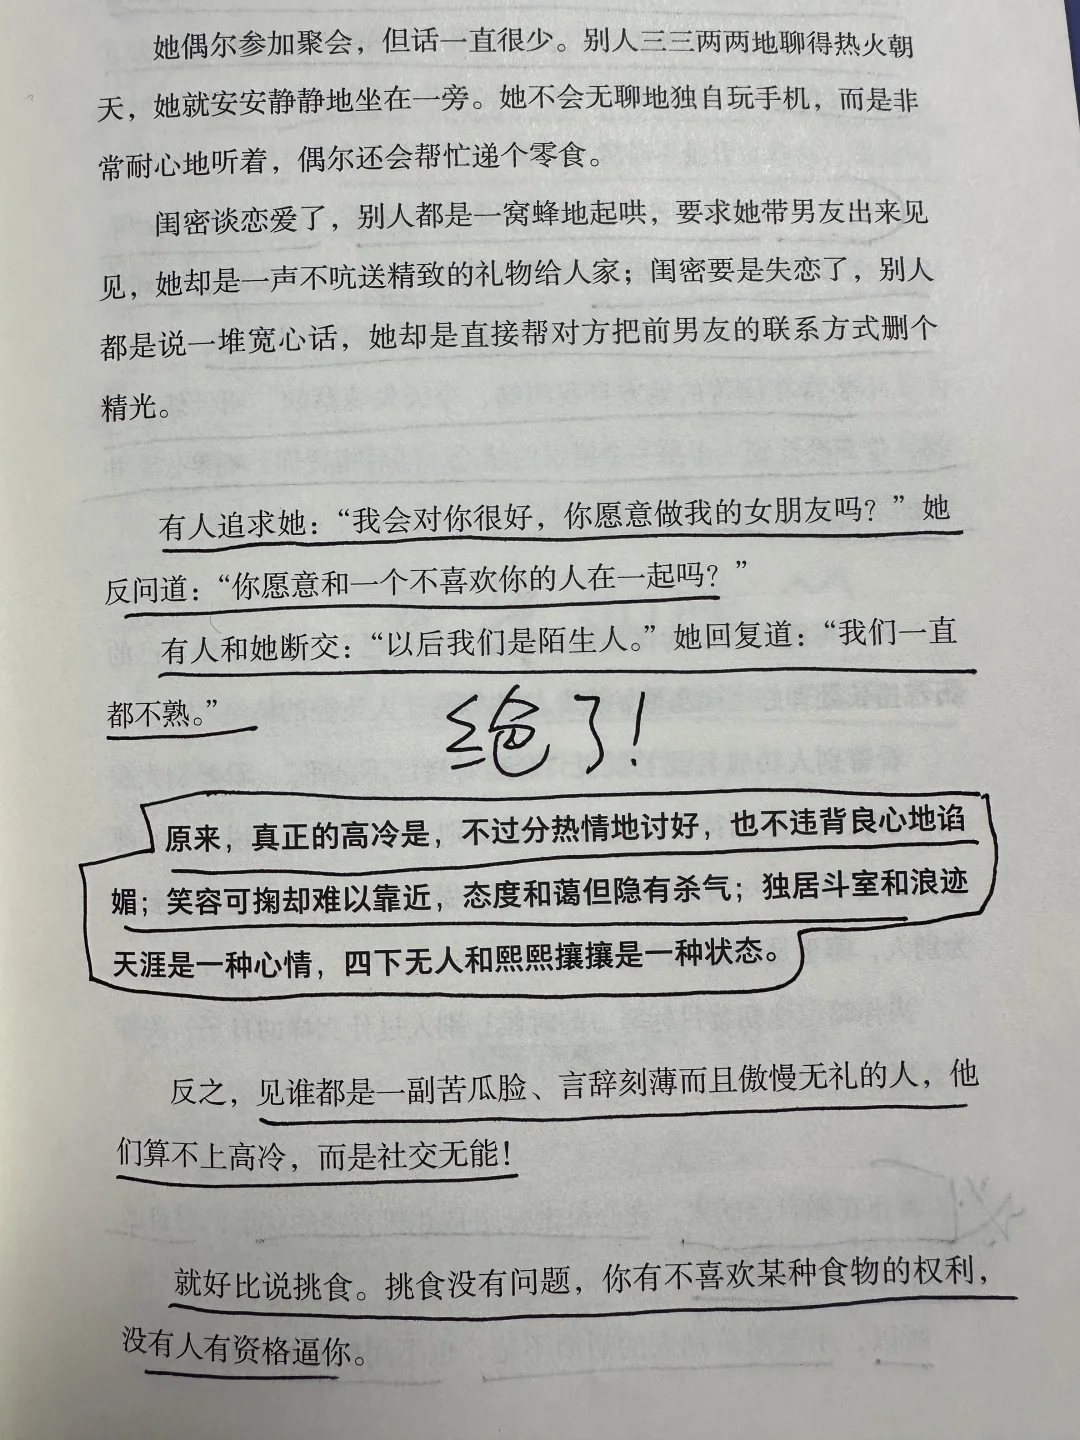 她偶尔参加聚会，但话一直很少。别人三三两两地聊得热火朝
天，她就安安静静地坐在一旁。她不会无聊地独自玩手机，而是非
常耐心地听着，偶尔还会帮忙递个零食。
闺密谈恋爱了，别人都是一窝蜂地起哄，要求她带男友出来见
见，她却是一声不吭送精致的礼物给人家；闺密要是失恋了，别人
都是说一堆宽心话，她却是直接帮对方把前男友的联系方式删个
精光。
有人追求她：“我会对你很好，你愿意做我的女朋友吗？”她
反问道：“你愿意和一个不喜欢你的人在一起吗？”
有人和她断交：“以后我们是陌生人。”她回复道：“我们一直
都不熟。”
绝了！
原来，真正的高冷是，不过分热情地讨好，也不违背良心地谄
媚；笑容可掬却难以靠近，态度和蔼但隐有杀气；独居斗室和浪迹
天涯是一种心情，四下无人和熙熙攘攘是一种状态。
反之，见谁都是一副苦瓜脸、言辞刻薄而且傲慢无礼的人，他
们算不上高冷，而是社交无能！
就好比说挑食。挑食没有问题，你有不喜欢某种食物的权利，
没有人有资格逼你。